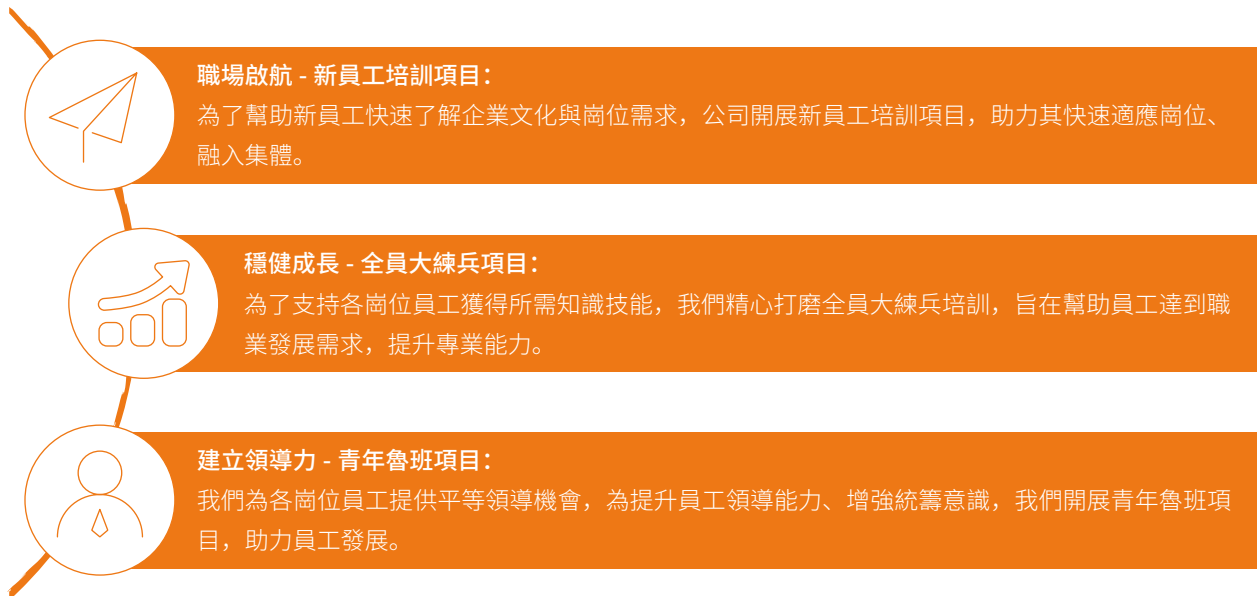 職場啟航 - 新員工培訓項目：
為了幫助新員工快速了解企業文化與崗位需求，公司開展新員工培訓項目，助力其快速適應崗位、
融入集體。
穩健成長 - 全員大練兵項目：
為了支持各崗位員工獲得所需知識技能，我們精心打磨全員大練兵培訓，旨在幫助員工達到職
業發展需求，提升專業能力。
建立領導力 - 青年魯班項目：
我們為各崗位員工提供平等領導機會，為提升員工領導能力、增強統籌意識，我們開展青年魯班項
目，助力員工發展。